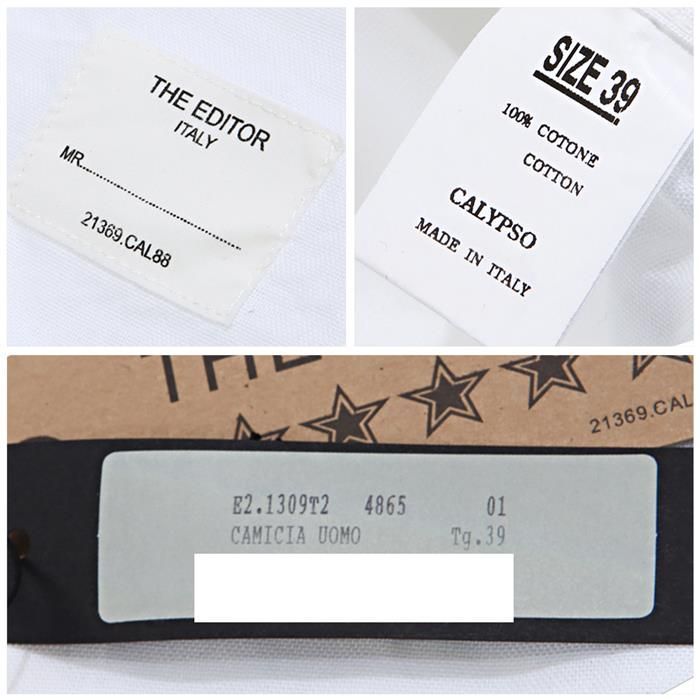 THE EDITOR
ITALY
MR.
21369.CAL88
SIZE 39
100% COTONE
COTTON
CALYPSO
MADE IN ITALY
THE
21369.CAL
E2.1309T2 4865 01
CAMICIA UOMO Tg.39